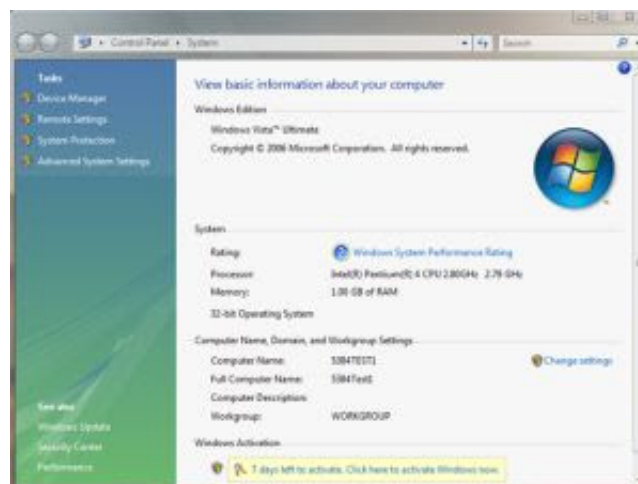 Control Panel ▸ System
Search
Tasks
Device Manager
Remote Settings
System Protection
Advanced System Settings
See also
Windows Update
Security Center
Performance
View basic information about your computer
Windows Edition
Windows Vista™ Ultimate
Copyright © 2006 Microsoft Corporation. All rights reserved.
System
Rating: Windows System Performance Rating
Processor: Intel(R) Pentium(R) 4 CPU 2.80GHz 2.79 GHz
Memory: 1.00 GB of RAM
32-bit Operating System
Computer Name, Domain, and Workgroup Settings
Computer Name: 5384TEST1
Change settings
Full Computer Name: 5384Test1
Computer Description:
Workgroup: WORKGROUP
Windows Activation
7 days left to activate. Click here to activate Windows now.